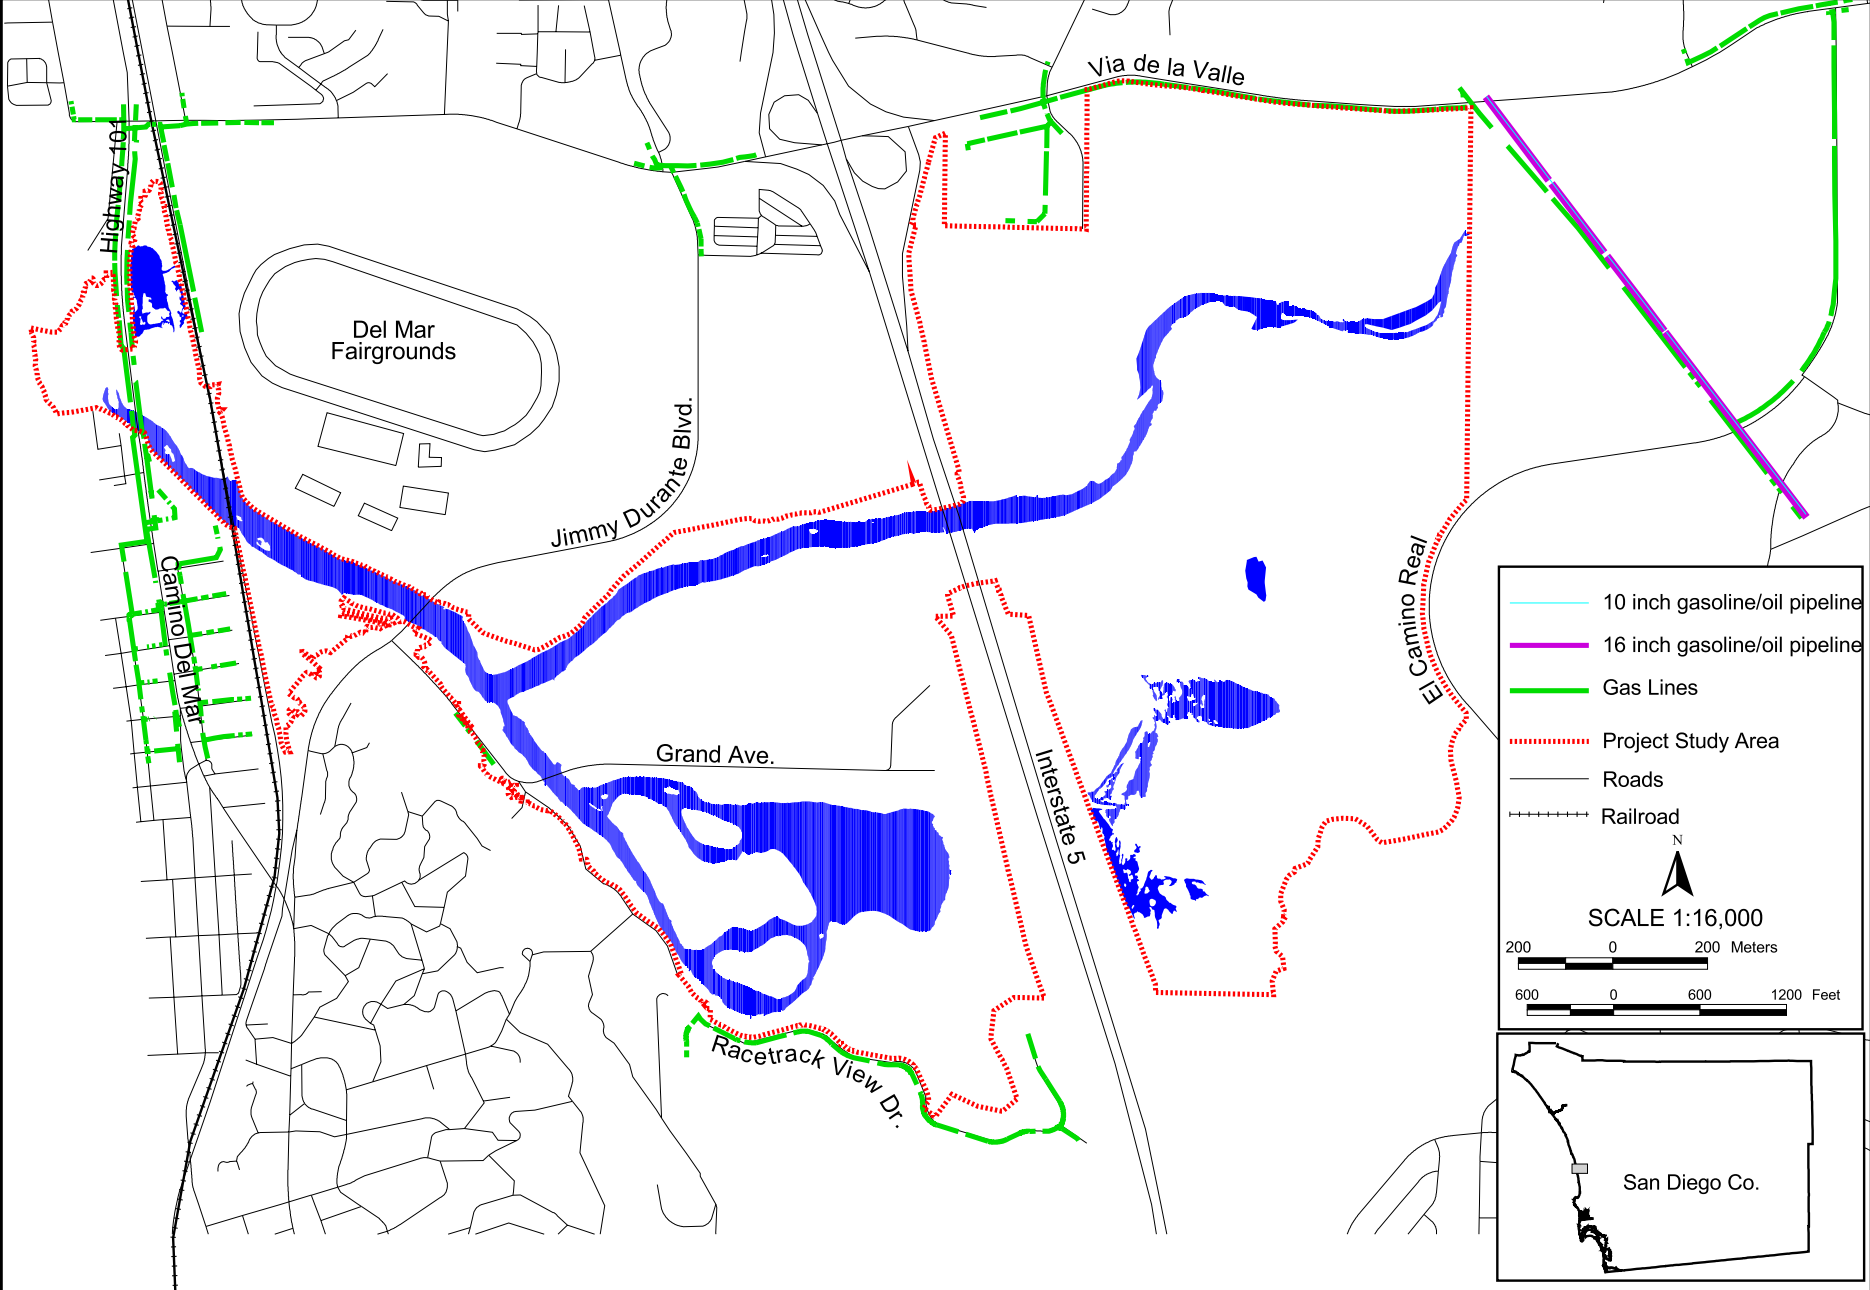 Via de la Valle
Highway 101
Del Mar
Fairgrounds
Jimmy Durante Blvd.
El Camino Real
Camino Del Mar
Grand Ave.
Interstate 5
Racetrack View Dr.
10 inch gasoline/oil pipeline
16 inch gasoline/oil pipeline
Gas Lines
Project Study Area
Roads
Railroad
N
SCALE 1:16,000
200 0 200 Meters
600 0 600 1200 Feet
San Diego Co.